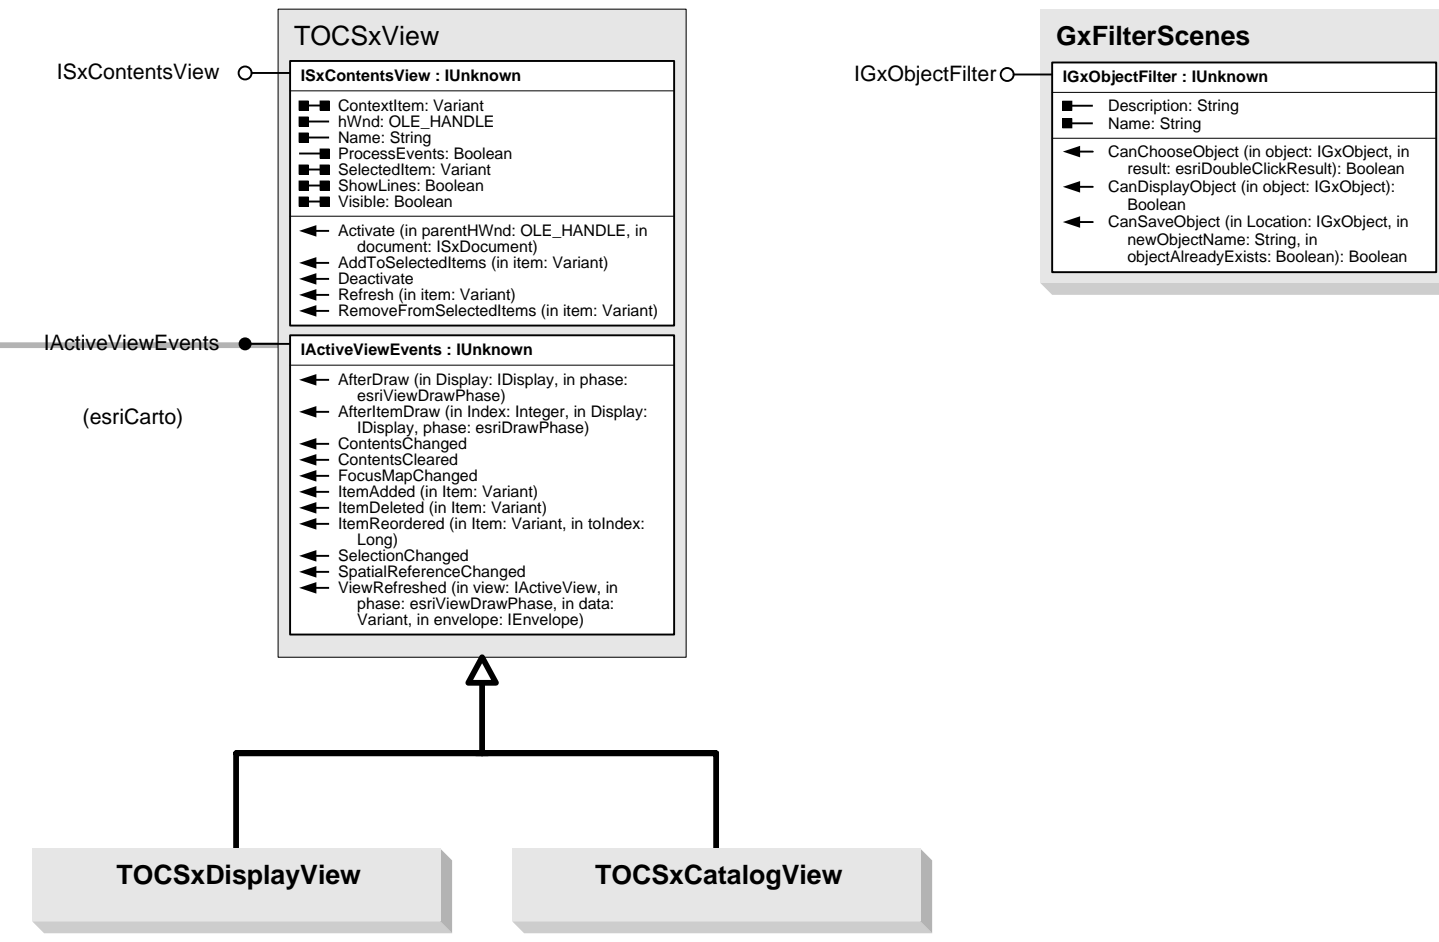 TOCSxView
ISxContentsView
ISxContentsView : IUnknown
ContextItem: Variant
hWnd: OLE_HANDLE
Name: String
ProcessEvents: Boolean
SelectedItem: Variant
ShowLines: Boolean
Visible: Boolean
Activate (in parentHWnd: OLE_HANDLE, in
document: ISxDocument)
AddToSelectedItems (in item: Variant)
Deactivate
Refresh (in item: Variant)
RemoveFromSelectedItems (in item: Variant)
IActiveViewEvents
(esriCarto)
IActiveViewEvents : IUnknown
AfterDraw (in Display: IDisplay, in phase:
esriViewDrawPhase)
AfterItemDraw (in Index: Integer, in Display:
IDisplay, phase: esriDrawPhase)
ContentsChanged
ContentsCleared
FocusMapChanged
ItemAdded (in Item: Variant)
ItemDeleted (in Item: Variant)
ItemReordered (in Item: Variant, in toIndex:
Long)
SelectionChanged
SpatialReferenceChanged
ViewRefreshed (in view: IActiveView, in
phase: esriViewDrawPhase, in data:
Variant, in envelope: IEnvelope)
GxFilterScenes
IGxObjectFilter
IGxObjectFilter : IUnknown
Description: String
Name: String
CanChooseObject (in object: IGxObject, in
result: esriDoubleClickResult): Boolean
CanDisplayObject (in object: IGxObject):
Boolean
CanSaveObject (in Location: IGxObject, in
newObjectName: String, in
objectAlreadyExists: Boolean): Boolean
TOCSxDisplayView
TOCSxCatalogView